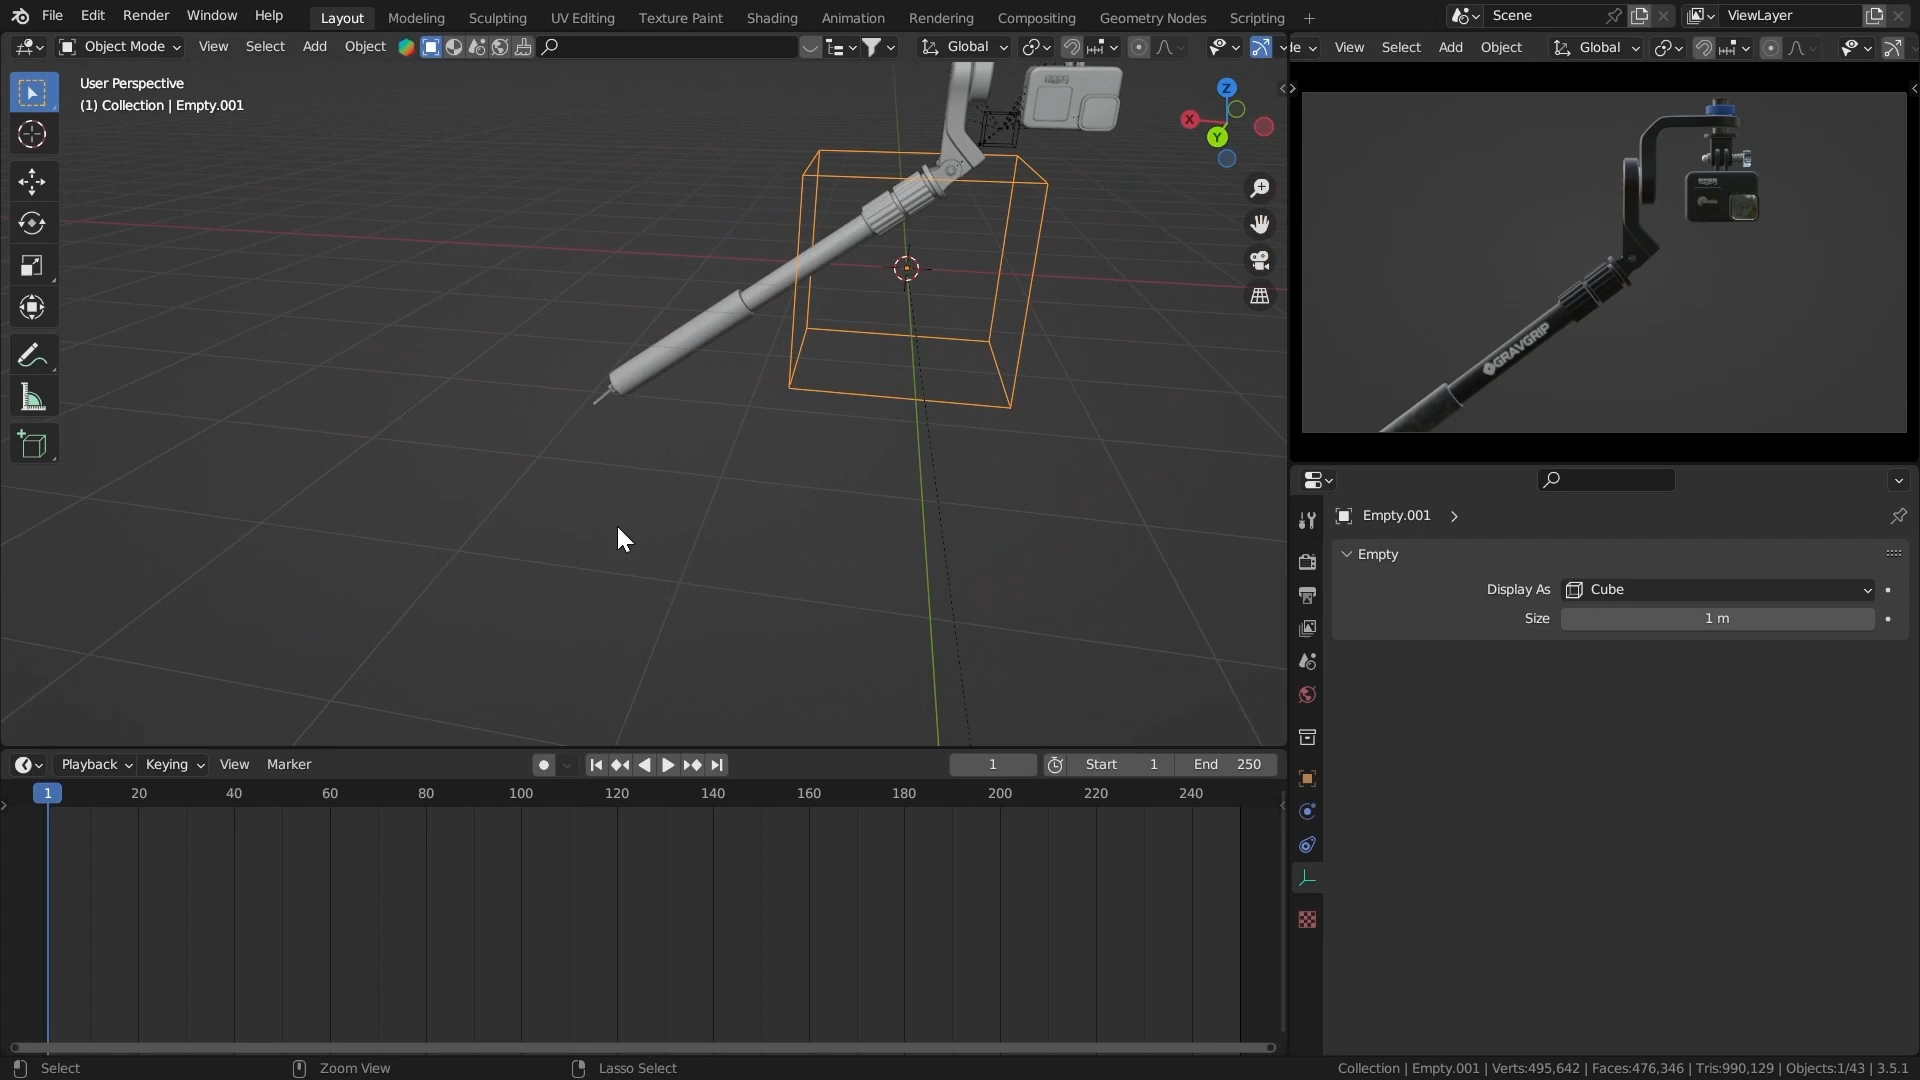 File Edit Render Window Help Layout Modeling Sculpting UV Editing Texture Paint Shading Animation Rendering Compositing Geometry Nodes Scripting + Scene ViewLayer
Object Mode View Select Add Object Global View Select Add Object Global
User Perspective
(1) Collection | Empty.001
Z
X
Y
GRAVGRIP
Empty.001
Empty
Display As Cube
Size 1 m
Playback Keying View Marker 1 Start 1 End 250
1 20 40 60 80 100 120 140 160 180 200 220 240
Select Zoom View Lasso Select Collection | Empty.001 | Verts:495,642 | Faces:476,346 | Tris:990,129 | Objects:1/43 | 3.5.1